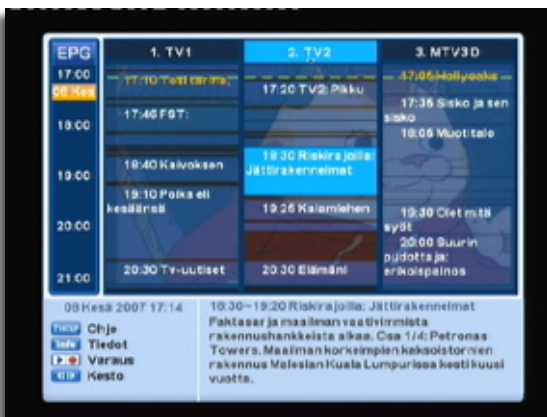 EPG 1. TV1 2. TV2 3. MTV3 D
17:00
08 Kes
18:00
19:00
20:00
21:00
17:10 Tosi tarina;
17:46 FST:
18:40 Kaivoksen
19:10 Poika eli
kesäänsä
20:30 Tv-uutiset
17:20 TV2: Pikku
18:30 Riskirajoilla:
Jättirakennelmat
19:25 Kalamiehen
20:30 Elämäni
17:05 Hollyoaks
17:35 Sisko ja sen
sisko
18:05 Muotitalo
19:30 Olet mitä
syöt
20:00 Suurin
pudottaja:
erikoispainos
08 Kesä 2007 17:14
Ohje
Info Tiedot
Varaus
Kesto
18:30~19:20 Riskirajoilla: Jättirakennelmat
Faktasarja maailman vaativimmista
rakennushankkeista alkaa. Osa 1/4: Petronas
Towers. Maailman korkeimpien kaksoistornien
rakennus Malesian Kuala Lumpurissa kesti kuusi
vuotta.